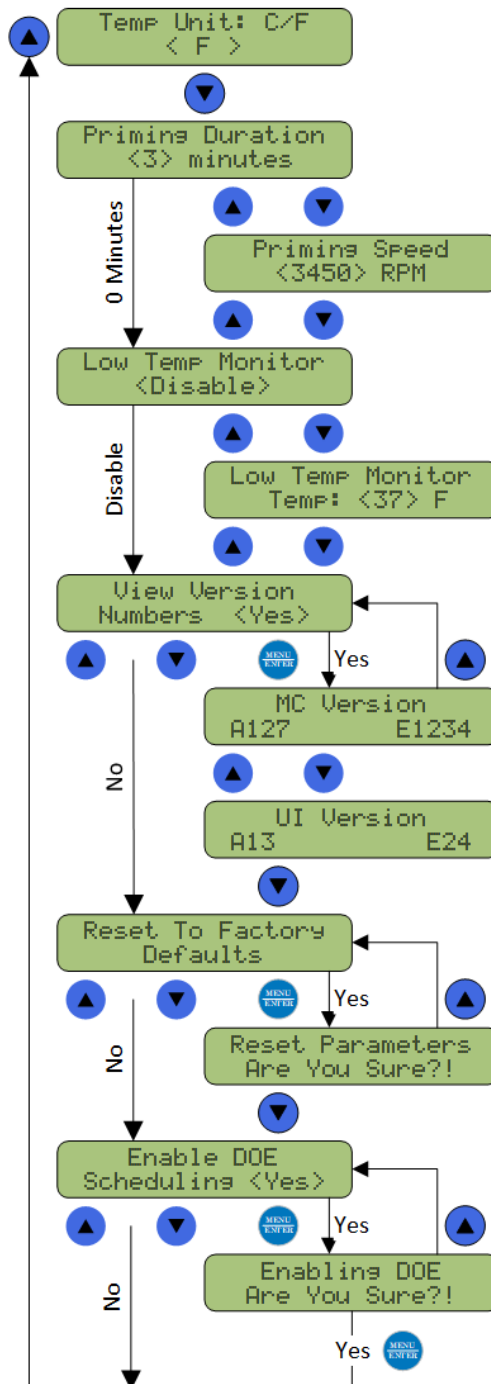 Temp Unit: C/F
< F >
Priming Duration
<3> minutes
0 Minutes
Priming Speed
<3450> RPM
Low Temp Monitor
<Disable>
Disable
Low Temp Monitor
Temp: <37> F
View Version
Numbers <Yes>
MENU
ENTER
Yes
MC Version
A127 E1234
No
UI Version
A13 E24
Reset To Factory
Defaults
MENU
ENTER
Yes
No
Reset Parameters
Are You Sure?!
Enable DOE
Scheduling <Yes>
MENU
ENTER
Yes
No
Enabling DOE
Are You Sure?!
Yes
MENU
ENTER